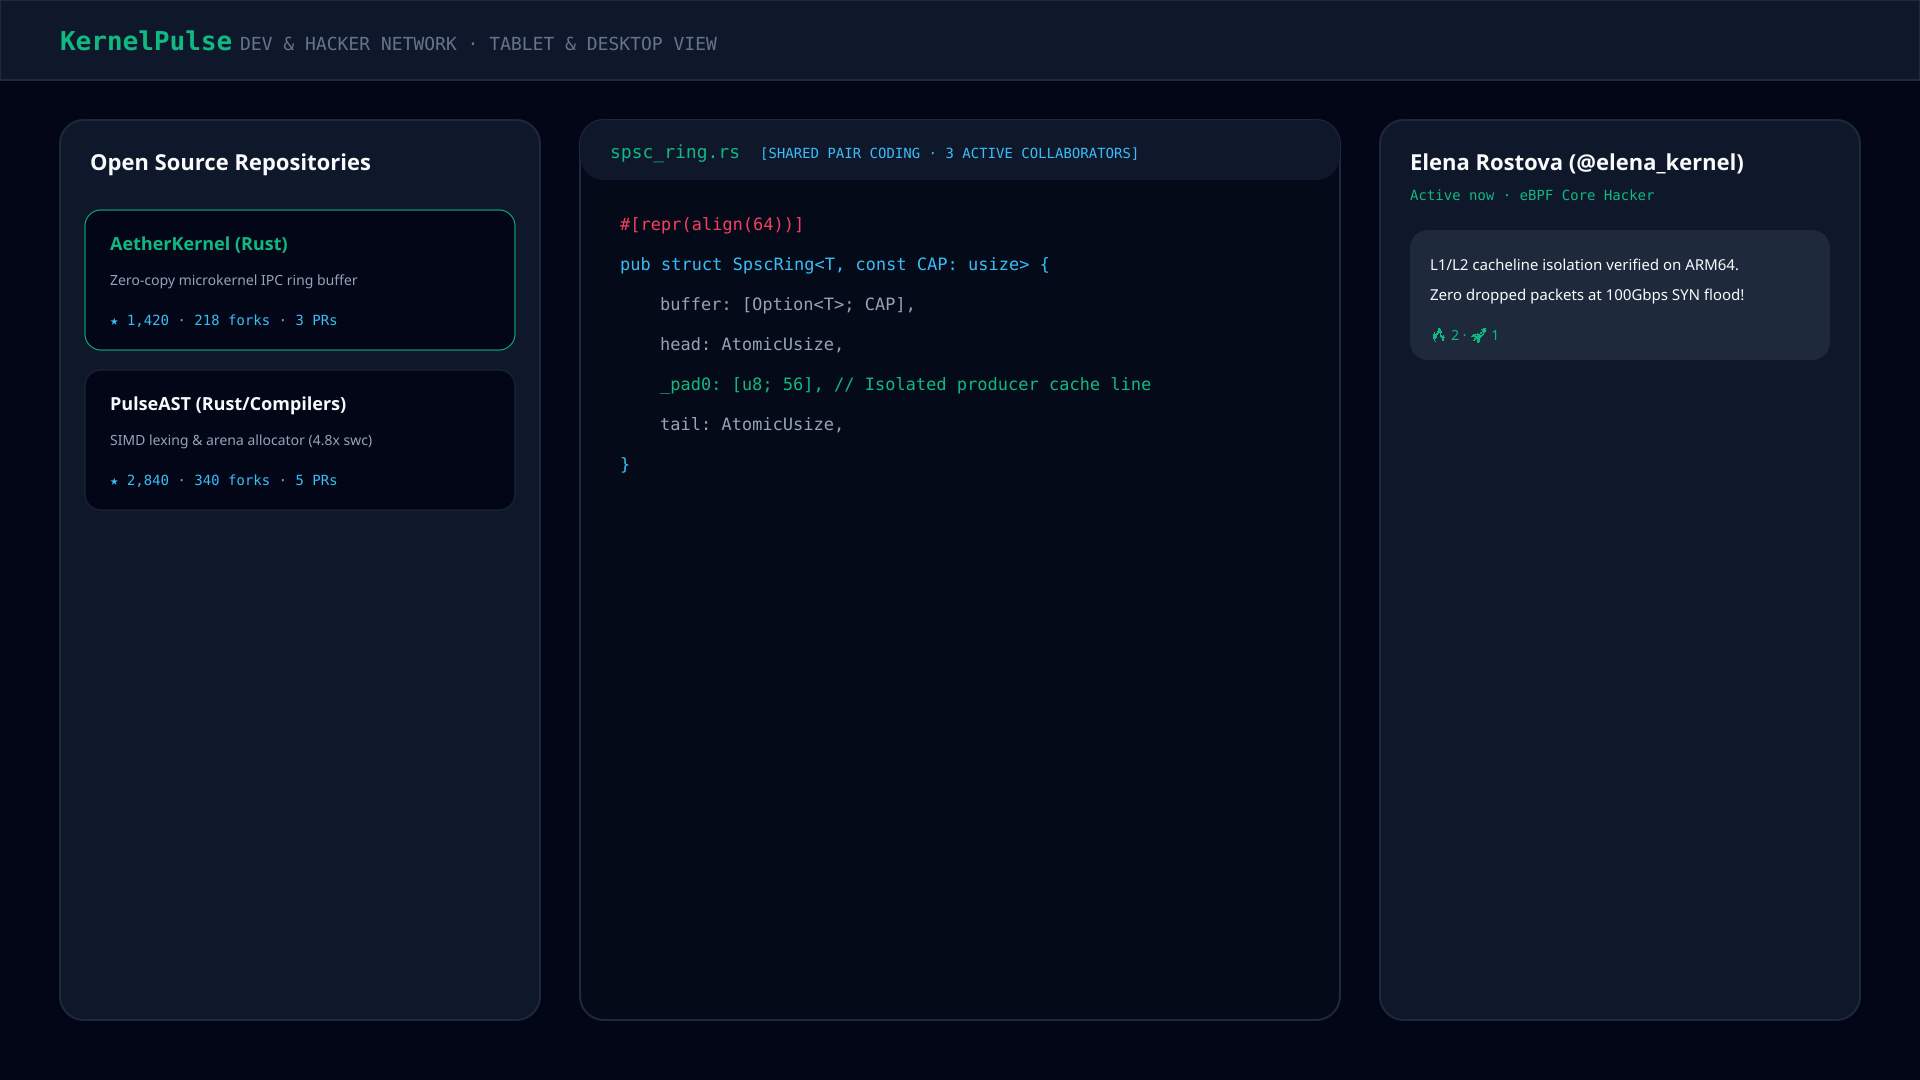 KernelPulse DEV & HACKER NETWORK · TABLET & DESKTOP VIEW
Open Source Repositories
AetherKernel (Rust)
Zero-copy microkernel IPC ring buffer
★ 1,420 · 218 forks · 3 PRs
PulseAST (Rust/Compilers)
SIMD lexing & arena allocator (4.8x swc)
★ 2,840 · 340 forks · 5 PRs
spsc_ring.rs [SHARED PAIR CODING · 3 ACTIVE COLLABORATORS]
#[repr(align(64))]
pub struct SpscRing<T, const CAP: usize> {
buffer: [Option<T>; CAP],
head: AtomicUsize,
_pad0: [u8; 56], // Isolated producer cache line
tail: AtomicUsize,
}
Elena Rostova (@elena_kernel)
Active now · eBPF Core Hacker
L1/L2 cacheline isolation verified on ARM64.
Zero dropped packets at 100Gbps SYN flood!
🔥 2 · 🚀 1